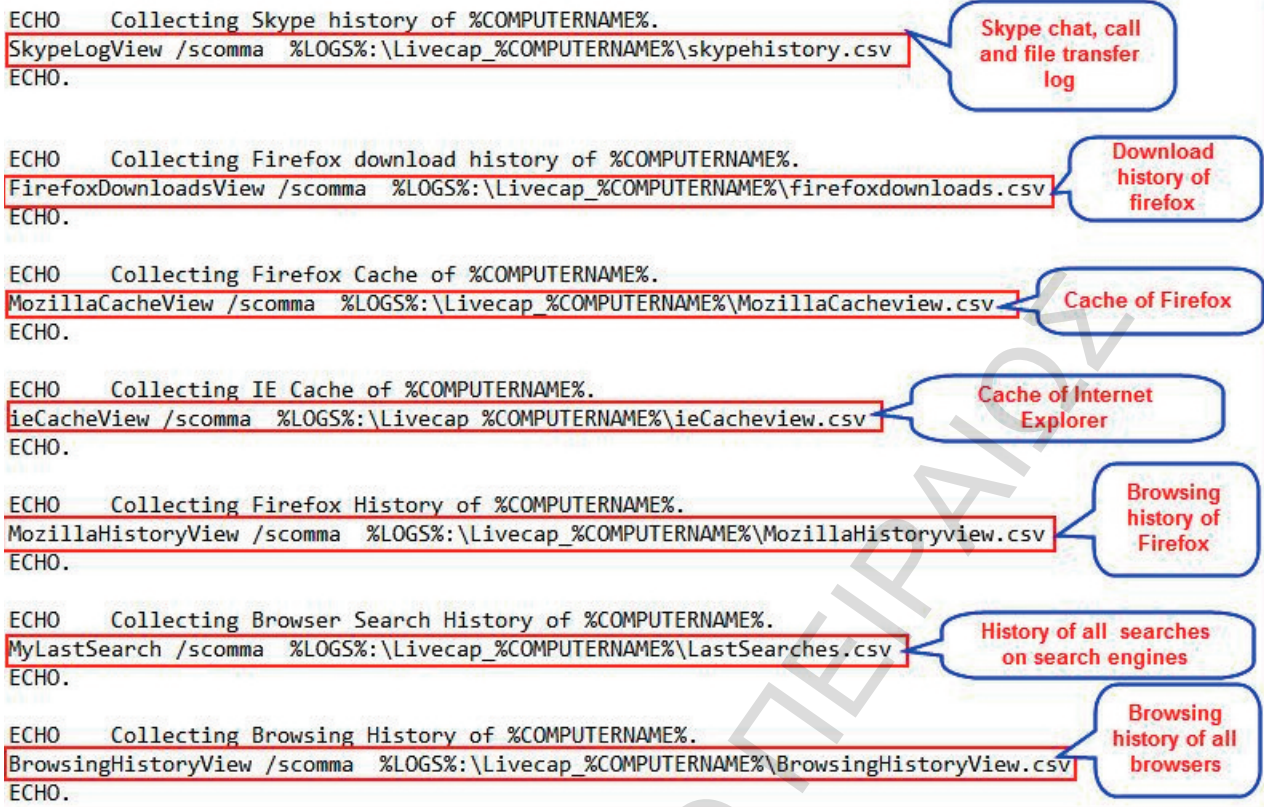 ECHO    Collecting Skype history of %COMPUTERNAME%.
SkypeLogView /scomma  %LOGS%:\Livecap_%COMPUTERNAME%\skypehistory.csv
ECHO.
Skype chat, call
and file transfer
log
ECHO    Collecting Firefox download history of %COMPUTERNAME%.
FirefoxDownloadsView /scomma  %LOGS%:\Livecap_%COMPUTERNAME%\firefoxdownloads.csv
ECHO.
Download
history of
firefox
ECHO    Collecting Firefox Cache of %COMPUTERNAME%.
MozillaCacheView /scomma  %LOGS%:\Livecap_%COMPUTERNAME%\MozillaCacheview.csv
ECHO.
Cache of Firefox
ECHO    Collecting IE Cache of %COMPUTERNAME%.
ieCacheView /scomma  %LOGS%:\Livecap_%COMPUTERNAME%\ieCacheview.csv
ECHO.
Cache of Internet
Explorer
ECHO    Collecting Firefox History of %COMPUTERNAME%.
MozillaHistoryView /scomma  %LOGS%:\Livecap_%COMPUTERNAME%\MozillaHistoryview.csv
ECHO.
Browsing
history of
Firefox
ECHO    Collecting Browser Search History of %COMPUTERNAME%.
MyLastSearch /scomma  %LOGS%:\Livecap_%COMPUTERNAME%\LastSearches.csv
ECHO.
History of all searches
on search engines
ECHO    Collecting Browsing History of %COMPUTERNAME%.
BrowsingHistoryView /scomma  %LOGS%:\Livecap_%COMPUTERNAME%\BrowsingHistoryView.csv
ECHO.
Browsing
history of all
browsers
ΠΕΙΡΑΙΩΣ